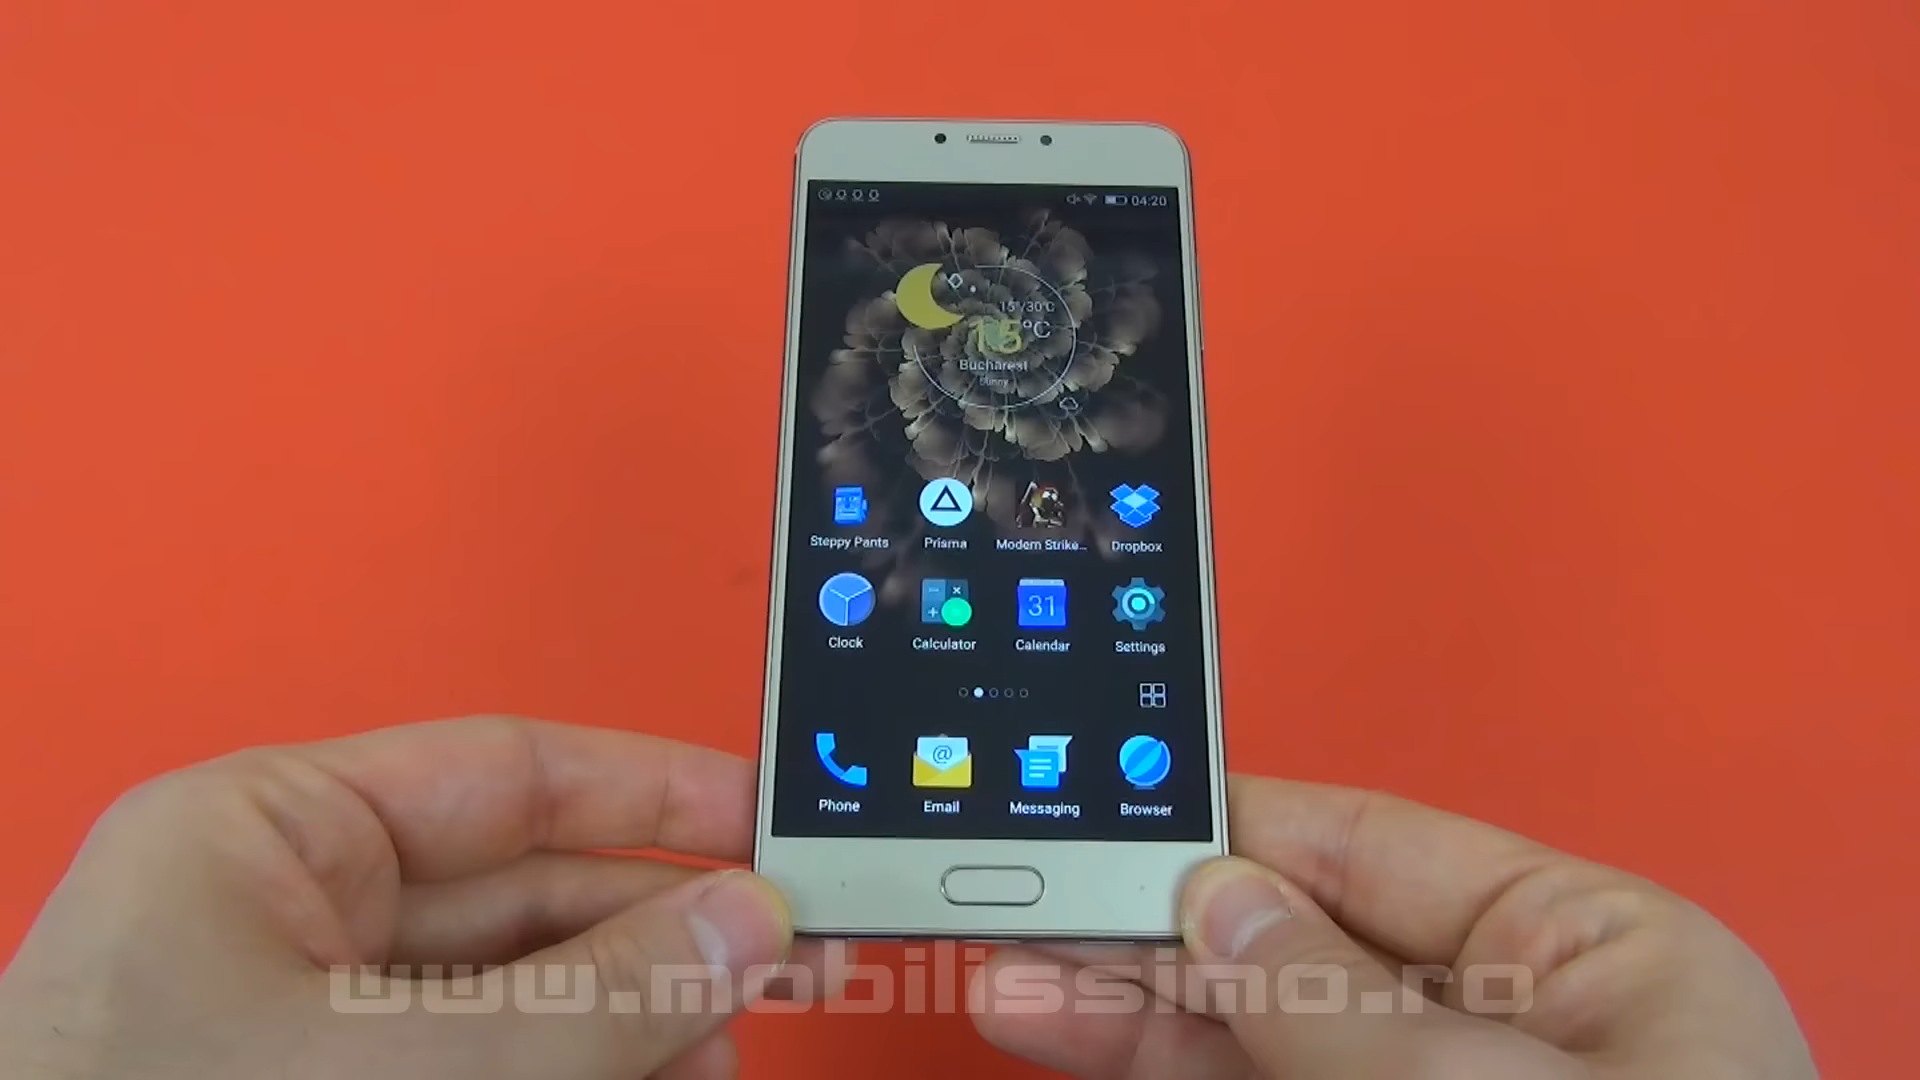 04:20
15°/30°C
15°C
Bucharest
Sunny
Steppy Pants
Prisma
Modern Strike...
Dropbox
31
Clock
Calculator
Calendar
Settings
@
Phone
Email
Messaging
Browser
www.mobilissimo.ro